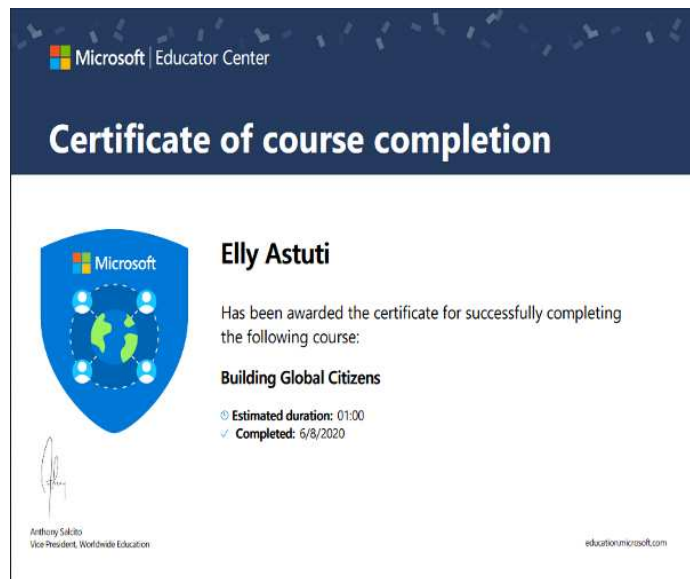 Microsoft | Educator Center
Certificate of course completion
Microsoft
Elly Astuti
Has been awarded the certificate for successfully completing
the following course:
Building Global Citizens
Estimated duration: 01:00
Completed: 6/8/2020
Anthony Salcito
Vice President, Worldwide Education
education.microsoft.com